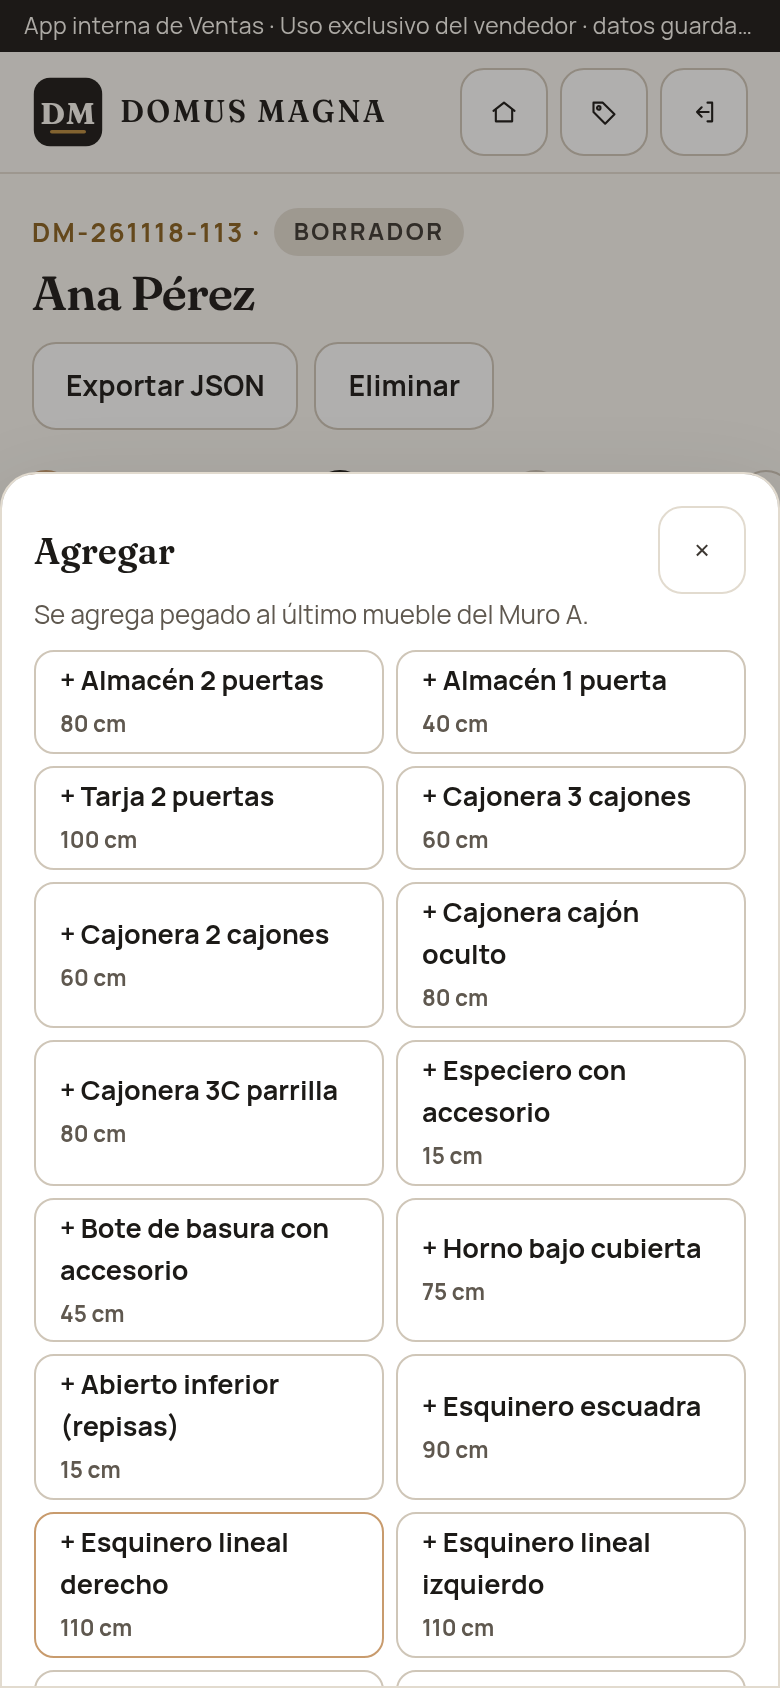 App interna de Ventas · Uso exclusivo del vendedor · datos guarda...
DM DOMUS MAGNA
DM-261118-113 · BORRADOR
Ana Pérez
Exportar JSON Eliminar
Agregar ×
Se agrega pegado al último mueble del Muro A.
+ Almacén 2 puertas
80 cm
+ Almacén 1 puerta
40 cm
+ Tarja 2 puertas
100 cm
+ Cajonera 3 cajones
60 cm
+ Cajonera 2 cajones
60 cm
+ Cajonera cajón
oculto
80 cm
+ Cajonera 3C parrilla
80 cm
+ Especiero con
accesorio
15 cm
+ Bote de basura con
accesorio
45 cm
+ Horno bajo cubierta
75 cm
+ Abierto inferior
(repisas)
15 cm
+ Esquinero escuadra
90 cm
+ Esquinero lineal
derecho
110 cm
+ Esquinero lineal
izquierdo
110 cm